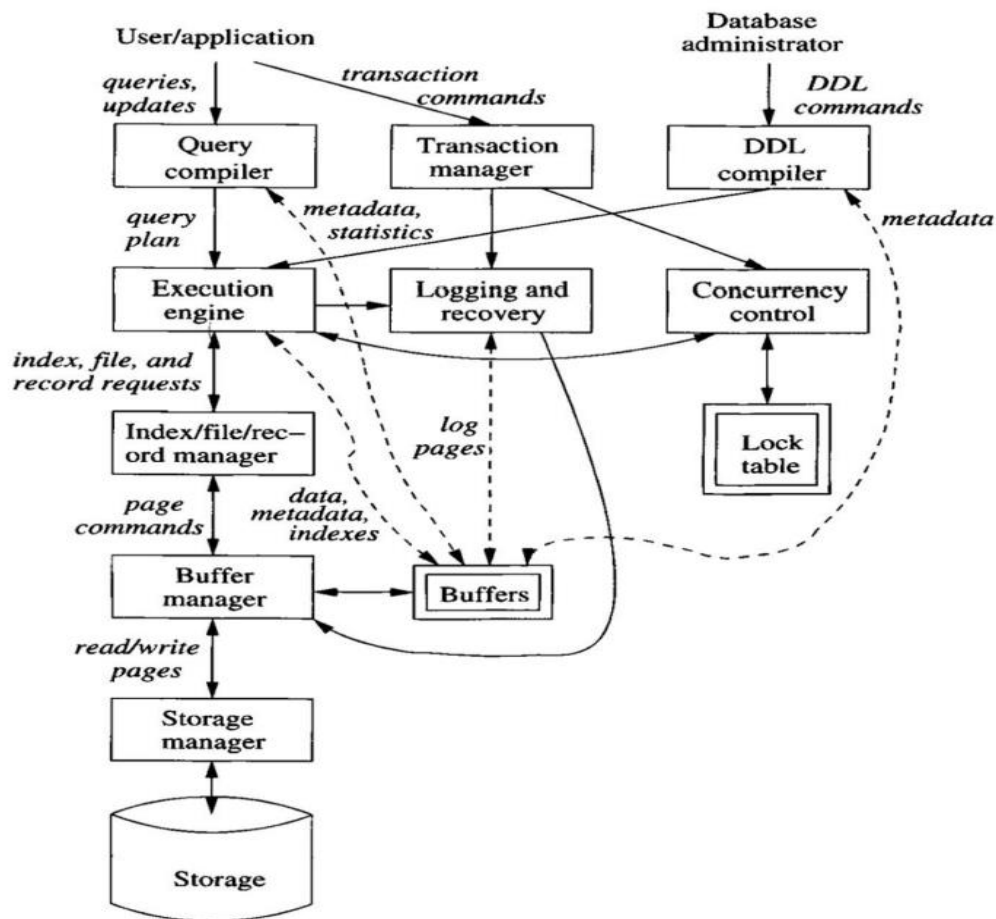 User/application
Database
administrator
queries,
updates
transaction
commands
DDL
commands
Query
compiler
Transaction
manager
DDL
compiler
query
plan
metadata,
statistics
metadata
Execution
engine
Logging and
recovery
Concurrency
control
index, file, and
record requests
Index/file/rec–
ord manager
log
pages
Lock
table
page
commands
data,
metadata,
indexes
Buffer
manager
Buffers
read/write
pages
Storage
manager
Storage